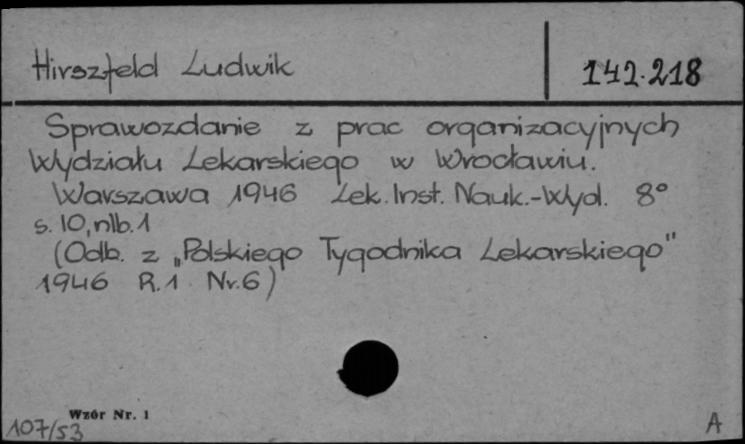 Hirszfeld Ludwik
142.218
Sprawozdanie z prac organizacyjnych
Wydziału Lekarskiego w Wrocławiu.
Warszawa 1946 Lek. Inst. Nauk.-Wyd. 8°
s. 10, nlb. 1
(Odb. z „Polskiego Tygodnika Lekarskiego"
1946 R.1 Nr.6)
Wzór Nr. 1
107/53
A